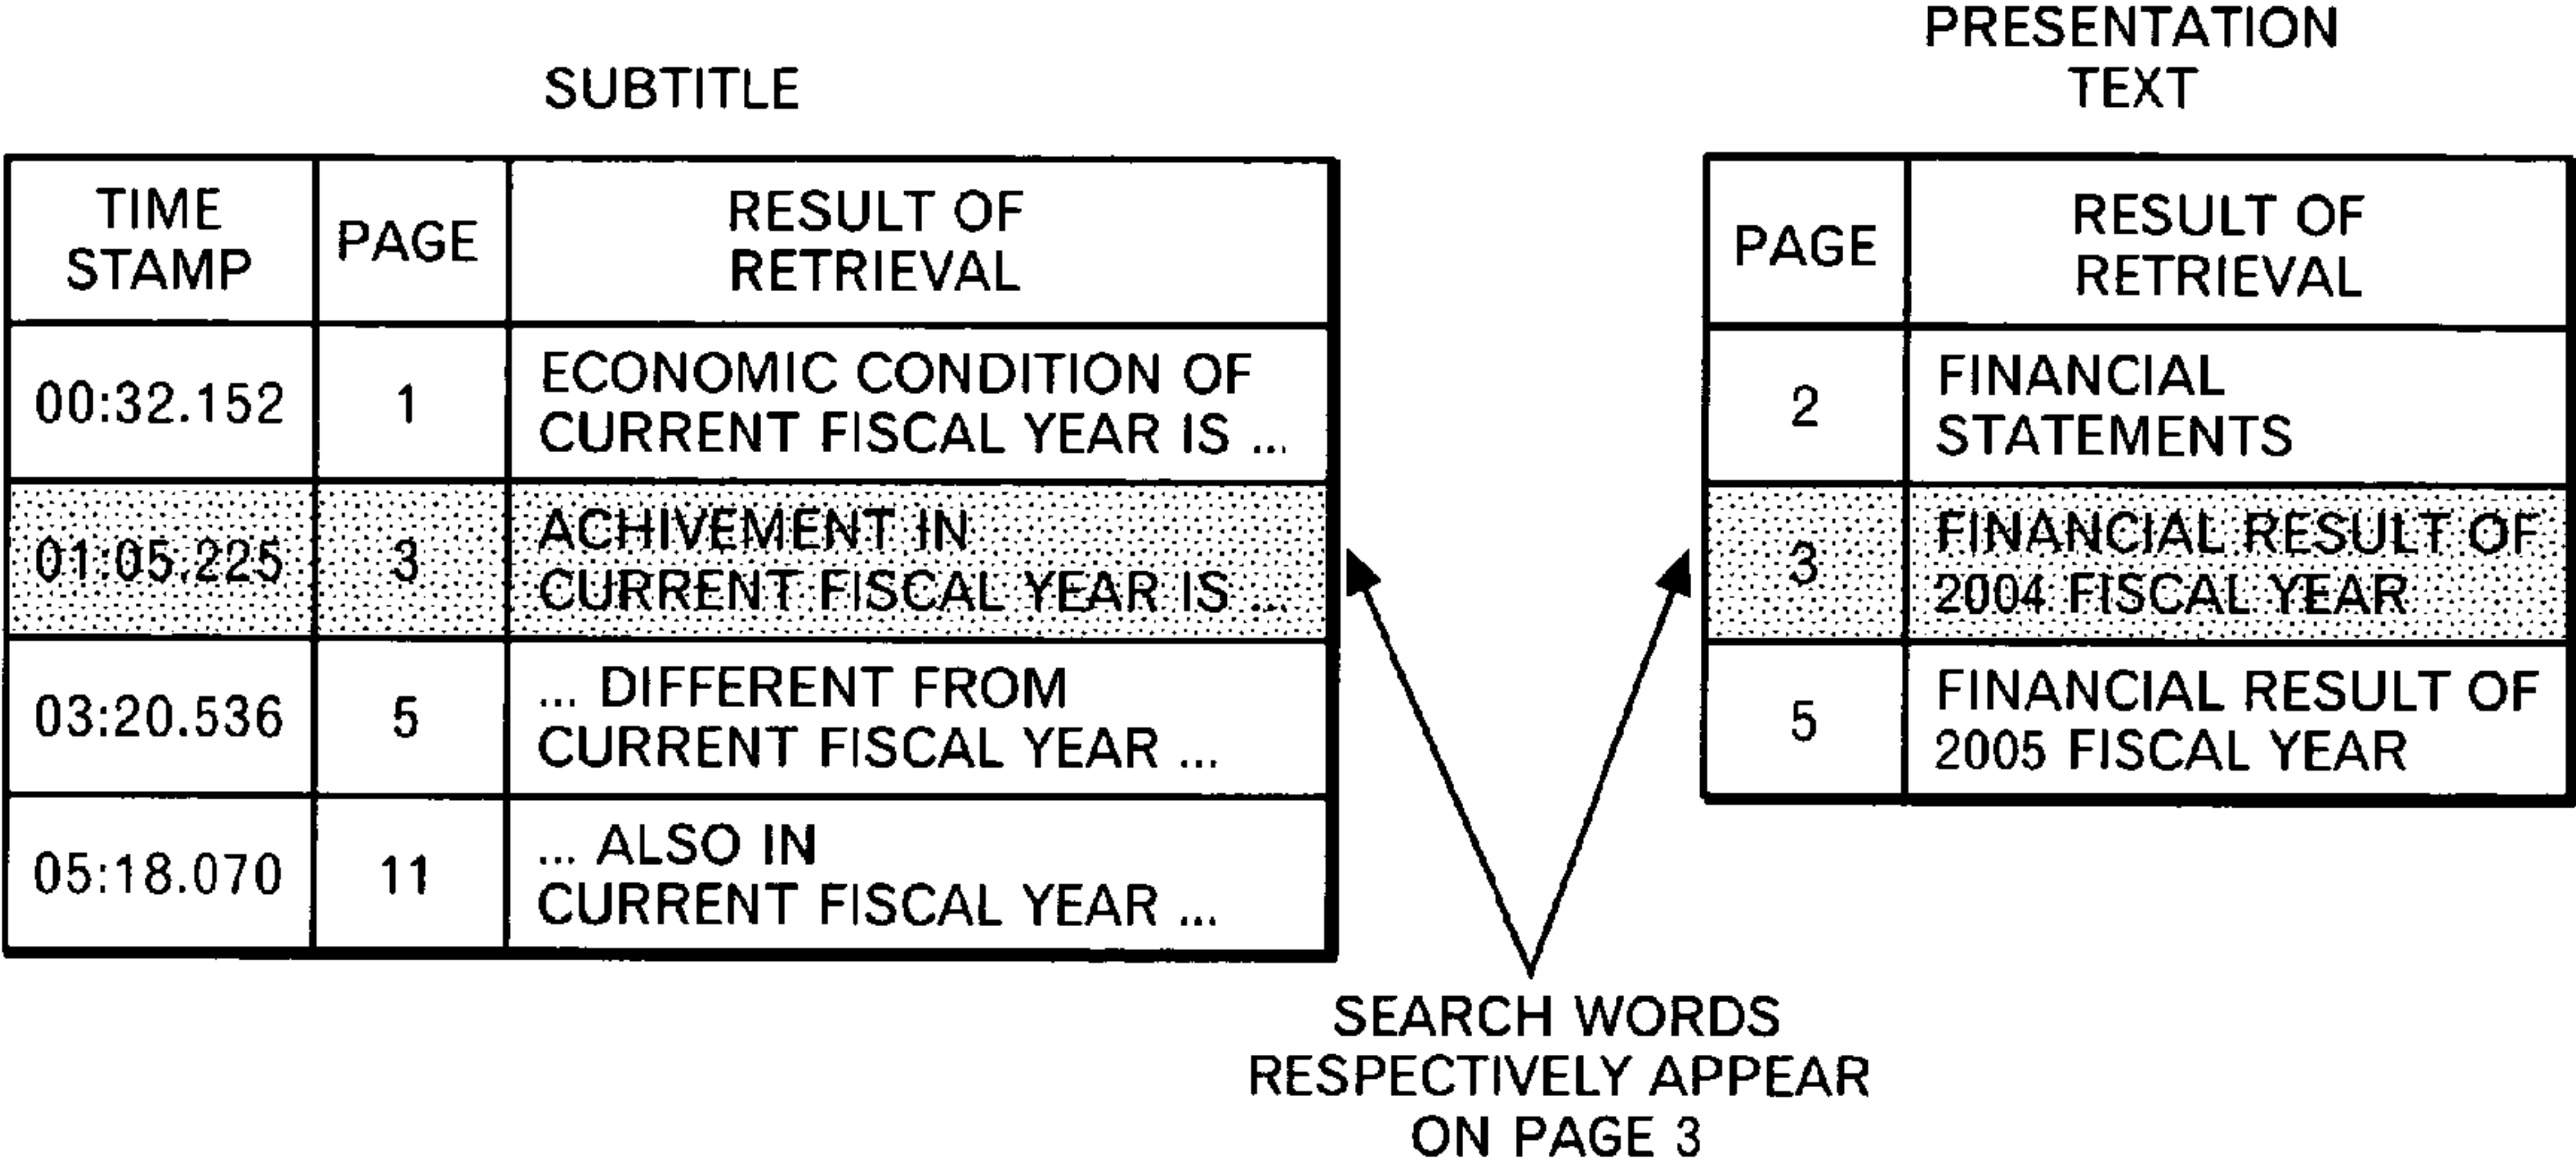 SUBTITLE
TIME
STAMP
PAGE
RESULT OF
RETRIEVAL
00:32.152
1
ECONOMIC CONDITION OF
CURRENT FISCAL YEAR IS ...
01:05.225
3
ACHIVEMENT IN
CURRENT FISCAL YEAR IS ...
03:20.536
5
... DIFFERENT FROM
CURRENT FISCAL YEAR ...
05:18.070
11
... ALSO IN
CURRENT FISCAL YEAR ...
PRESENTATION
TEXT
PAGE
RESULT OF
RETRIEVAL
2
FINANCIAL
STATEMENTS
3
FINANCIAL RESULT OF
2004 FISCAL YEAR
5
FINANCIAL RESULT OF
2005 FISCAL YEAR
SEARCH WORDS
RESPECTIVELY APPEAR
ON PAGE 3